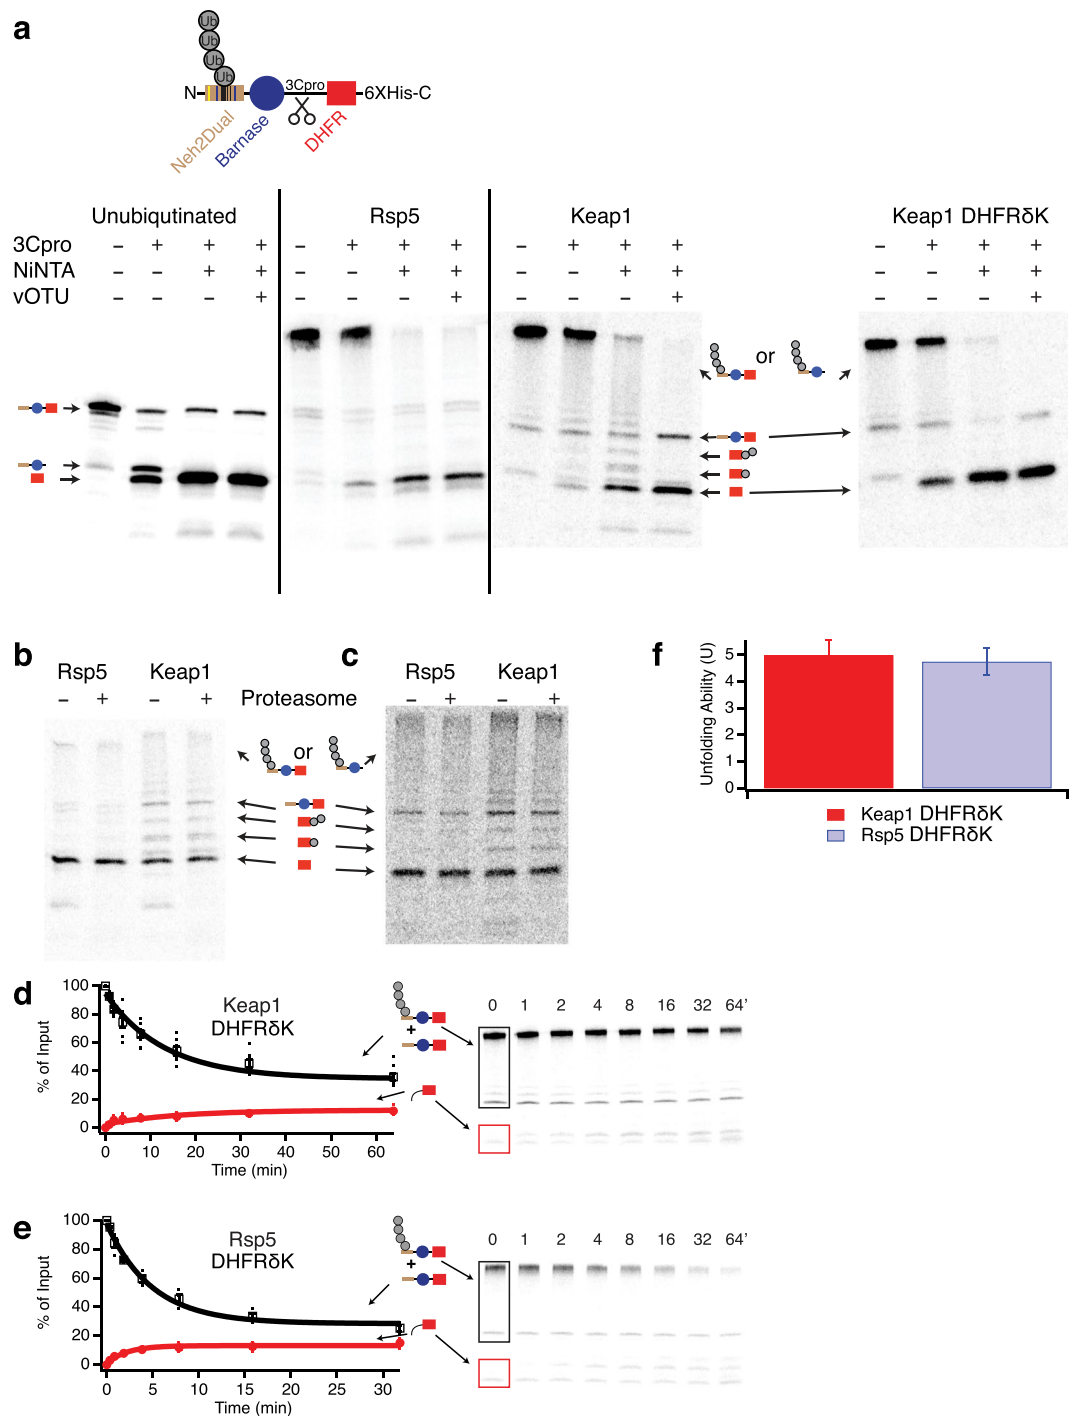 a
Ub
Ub
Ub
Ub
N
3Cpro
6XHis-C
Neh2Dual
Barnase
DHFR
Unubiqutinated
Rsp5
Keap1
Keap1 DHFRδK
3Cpro – + + + – + + + – + + + – + + +
NiNTA – – + + – – + + – – + + – – + +
vOTU – – – + – – – + – – – + – – – +
or
b
Rsp5 Keap1
– + – +
Proteasome
c
Rsp5 Keap1
– + – +
or
f
Unfolding Ability (U)
5
4
3
2
1
0
Keap1 DHFRδK
Rsp5 DHFRδK
d
% of Input
100
80
60
40
20
0
Keap1
DHFRδK
0 10 20 30 40 50 60
Time (min)
+
0 1 2 4 8 16 32 64'
e
% of Input
100
80
60
40
20
0
Rsp5
DHFRδK
0 5 10 15 20 25 30
Time (min)
+
0 1 2 4 8 16 32 64'